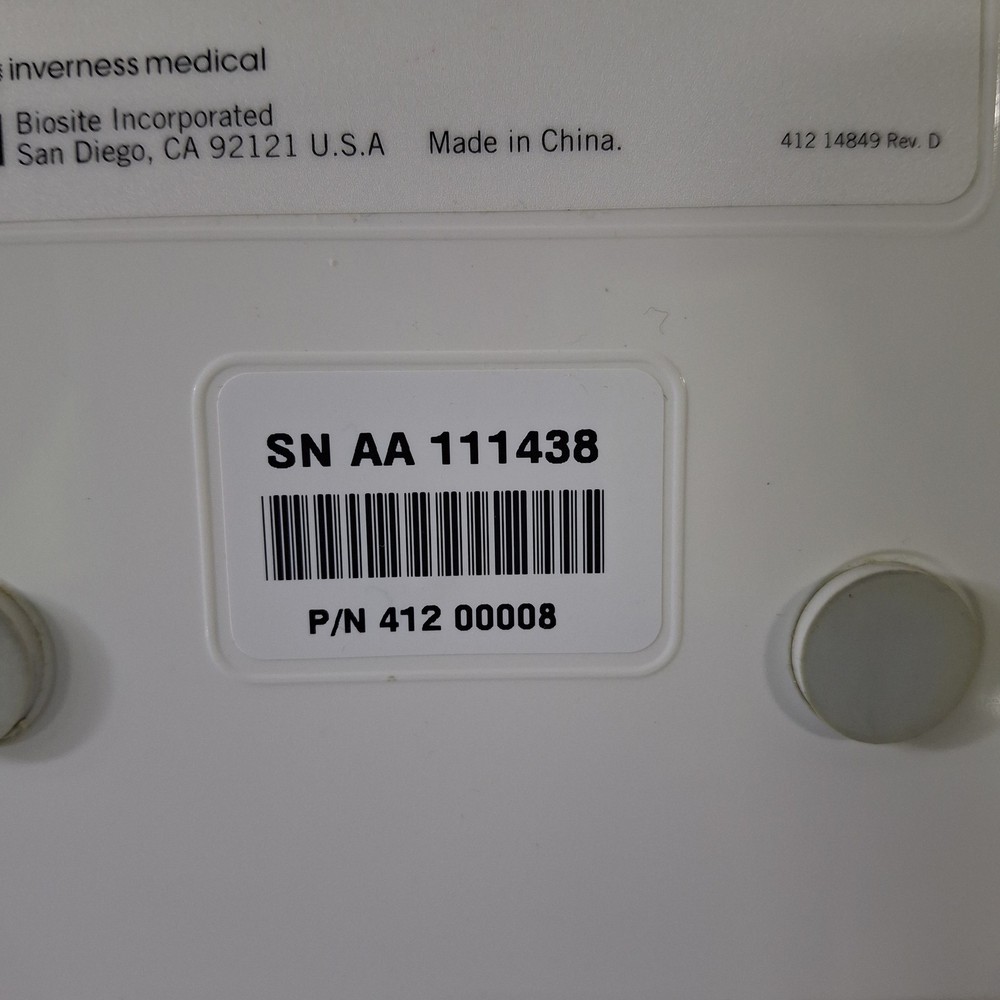 inverness medical
Biosite Incorporated
San Diego, CA 92121 U.S.A Made in China.
412 14849 Rev. D
SN AA 111438
P/N 412 00008